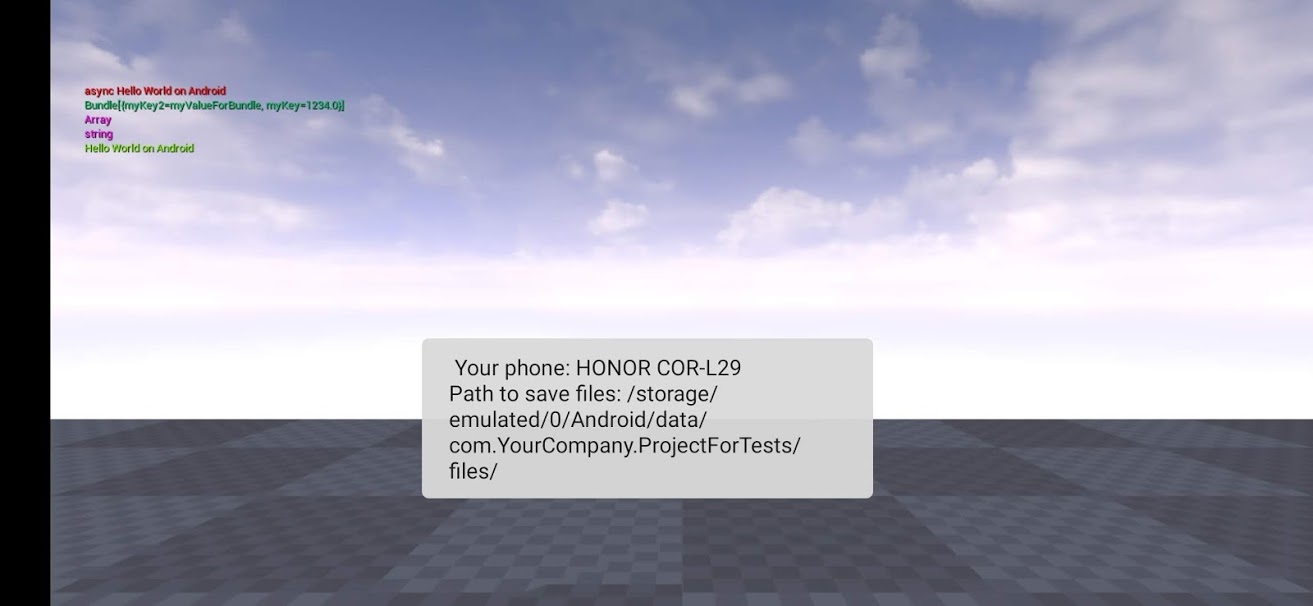 async Hello World on Android
Bundle[{myKey2=myValueForBundle, myKey=1234.0}]
Array
string
Hello World on Android
Your phone: HONOR COR-L29
Path to save files: /storage/
emulated/0/Android/data/
com.YourCompany.ProjectForTests/
files/